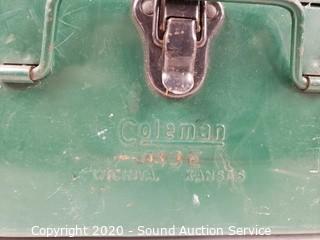 Coleman
WICHITA, KANSAS
Copyright 2020 - Sound Auction Service